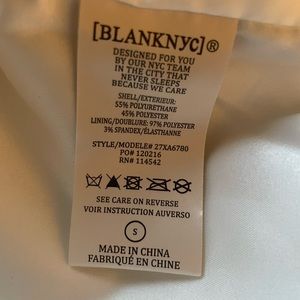 [BLANKNYC]®
DESIGNED FOR YOU
BY OUR NYC TEAM
IN THE CITY THAT
NEVER SLEEPS
BECAUSE WE CARE
SHELL/EXTERIEUR:
55% POLYURETHANE
45% POLYESTER
LINING/DOUBLURE: 97% POLYESTER
3% SPANDEX/ÉLASTHANNE
STYLE/MODELE# 27XA6780
PO# 120216
RN# 114542
SEE CARE ON REVERSE
VOIR INSTRUCTION AUVERSO
S
MADE IN CHINA
FABRIQUÉ EN CHINE